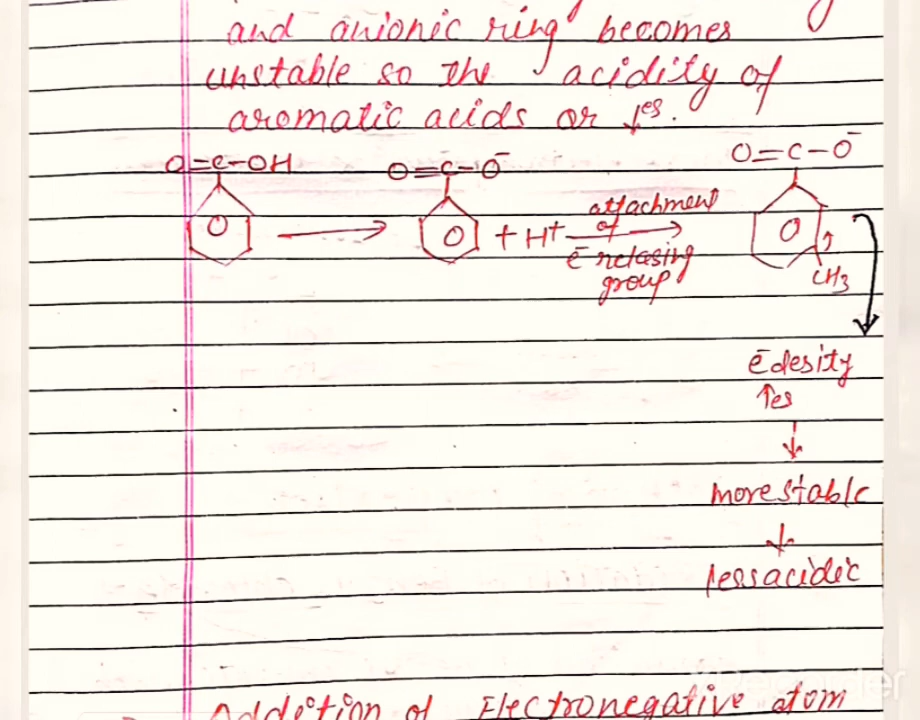 and anionic ring becomes
unstable so the acidity of
aromatic acids or ↓es.
O=C-OH
O=C-O⁻
O=C-O⁻
O
O
+ H⁺
attachment
of
ē relasing
group
O
CH3
ē desity
↑es
↓
more stable
↓
less acidic
Addition of Electronegative atom